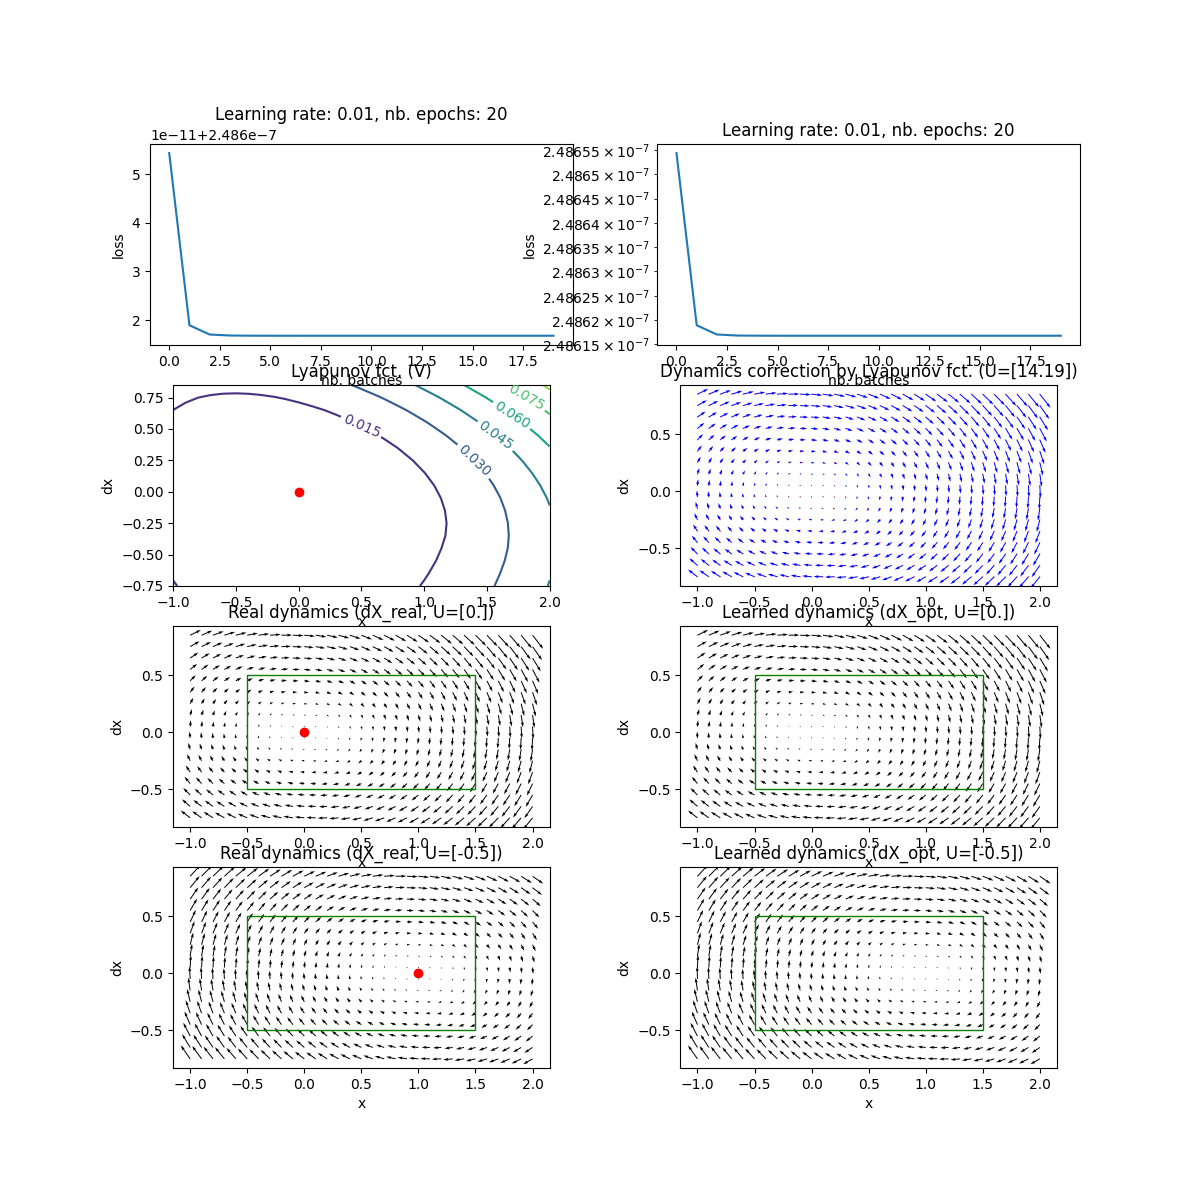 Learning rate: 0.01, nb. epochs: 20
1e−11+2.486e−7
5
4
3
2
loss
0.0 2.5 5.0 7.5 10.0 12.5 15.0 17.5
nb. batches
Learning rate: 0.01, nb. epochs: 20
2.48655 × 10⁻⁷
2.4865 × 10⁻⁷
2.48645 × 10⁻⁷
2.4864 × 10⁻⁷
2.48635 × 10⁻⁷
2.4863 × 10⁻⁷
2.48625 × 10⁻⁷
2.4862 × 10⁻⁷
2.48615 × 10⁻⁷
loss
0.0 2.5 5.0 7.5 10.0 12.5 15.0 17.5
nb. batches
Lyapunov fct. (V)
0.75
0.50
0.25
0.00
−0.25
−0.50
−0.75
dx
0.015
0.030
0.045
0.060
0.075
−1.0 −0.5 0.0 0.5 1.0 1.5 2.0
x
Dynamics correction by Lyapunov fct. (U=[14.19])
0.5
0.0
−0.5
dx
−1.0 −0.5 0.0 0.5 1.0 1.5 2.0
x
Real dynamics (dX_real, U=[0.])
0.5
0.0
−0.5
dx
−1.0 −0.5 0.0 0.5 1.0 1.5 2.0
x
Learned dynamics (dX_opt, U=[0.])
0.5
0.0
−0.5
dx
−1.0 −0.5 0.0 0.5 1.0 1.5 2.0
x
Real dynamics (dX_real, U=[-0.5])
0.5
0.0
−0.5
dx
−1.0 −0.5 0.0 0.5 1.0 1.5 2.0
x
Learned dynamics (dX_opt, U=[-0.5])
0.5
0.0
−0.5
dx
−1.0 −0.5 0.0 0.5 1.0 1.5 2.0
x